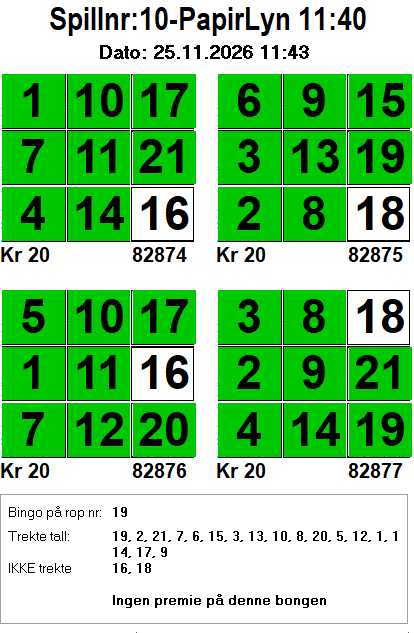 Spillnr:10-PapirLyn 11:40
Dato: 25.11.2026 11:43
1 10 17 6 9 15
7 11 21 3 13 19
4 14 16 2 8 18
Kr 20 82874 Kr 20 82875
5 10 17 3 8 18
1 11 16 2 9 21
7 12 20 4 14 19
Kr 20 82876 Kr 20 82877
Bingo på rop nr: 19
Trekte tall: 19, 2, 21, 7, 6, 15, 3, 13, 10, 8, 20, 5, 12, 1, 1
14, 17, 9
IKKE trekte 16, 18
Ingen premie på denne bongen